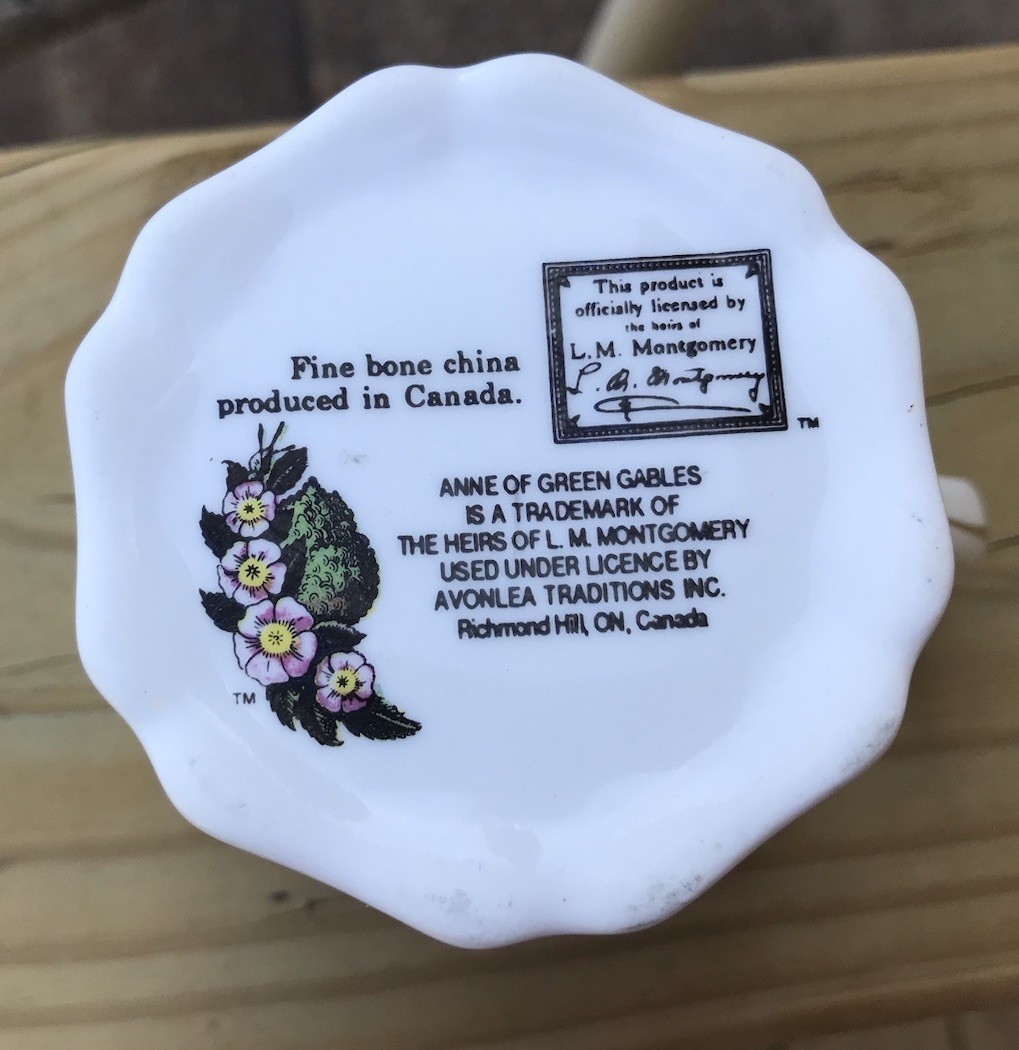 This product is
officially licensed by
the heirs of
L.M. Montgomery
L. M. Montgomery
TM
Fine bone china
produced in Canada.
ANNE OF GREEN GABLES
IS A TRADEMARK OF
THE HEIRS OF L. M. MONTGOMERY
USED UNDER LICENCE BY
AVONLEA TRADITIONS INC.
Richmond Hill, ON, Canada
TM